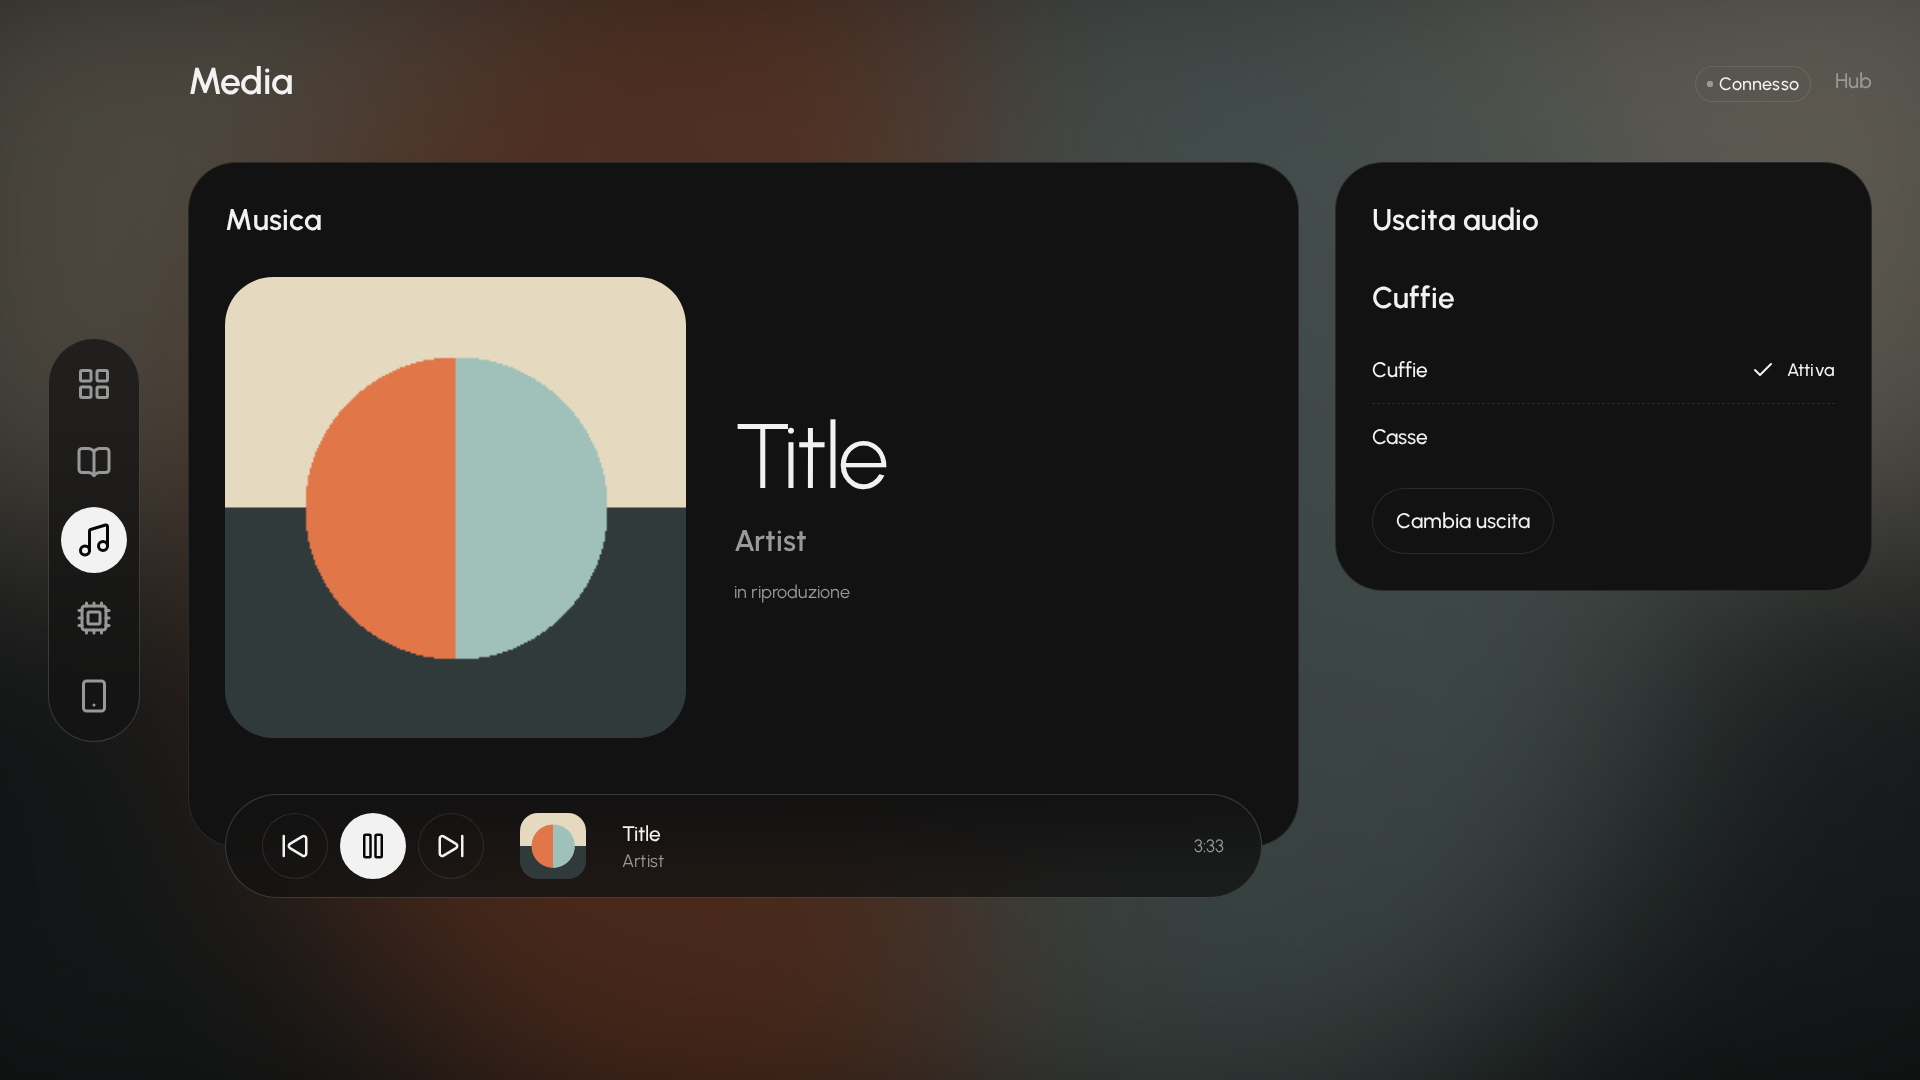 Media
Connesso
Hub
Musica
Title
Artist
in riproduzione
Title
Artist
3:33
Uscita audio
Cuffie
Cuffie
Attiva
Casse
Cambia uscita